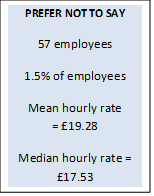 PREFER NOT TO SAY
57 employees
1.5% of employees
Mean hourly rate
= £19.28
Median hourly rate =
£17.53